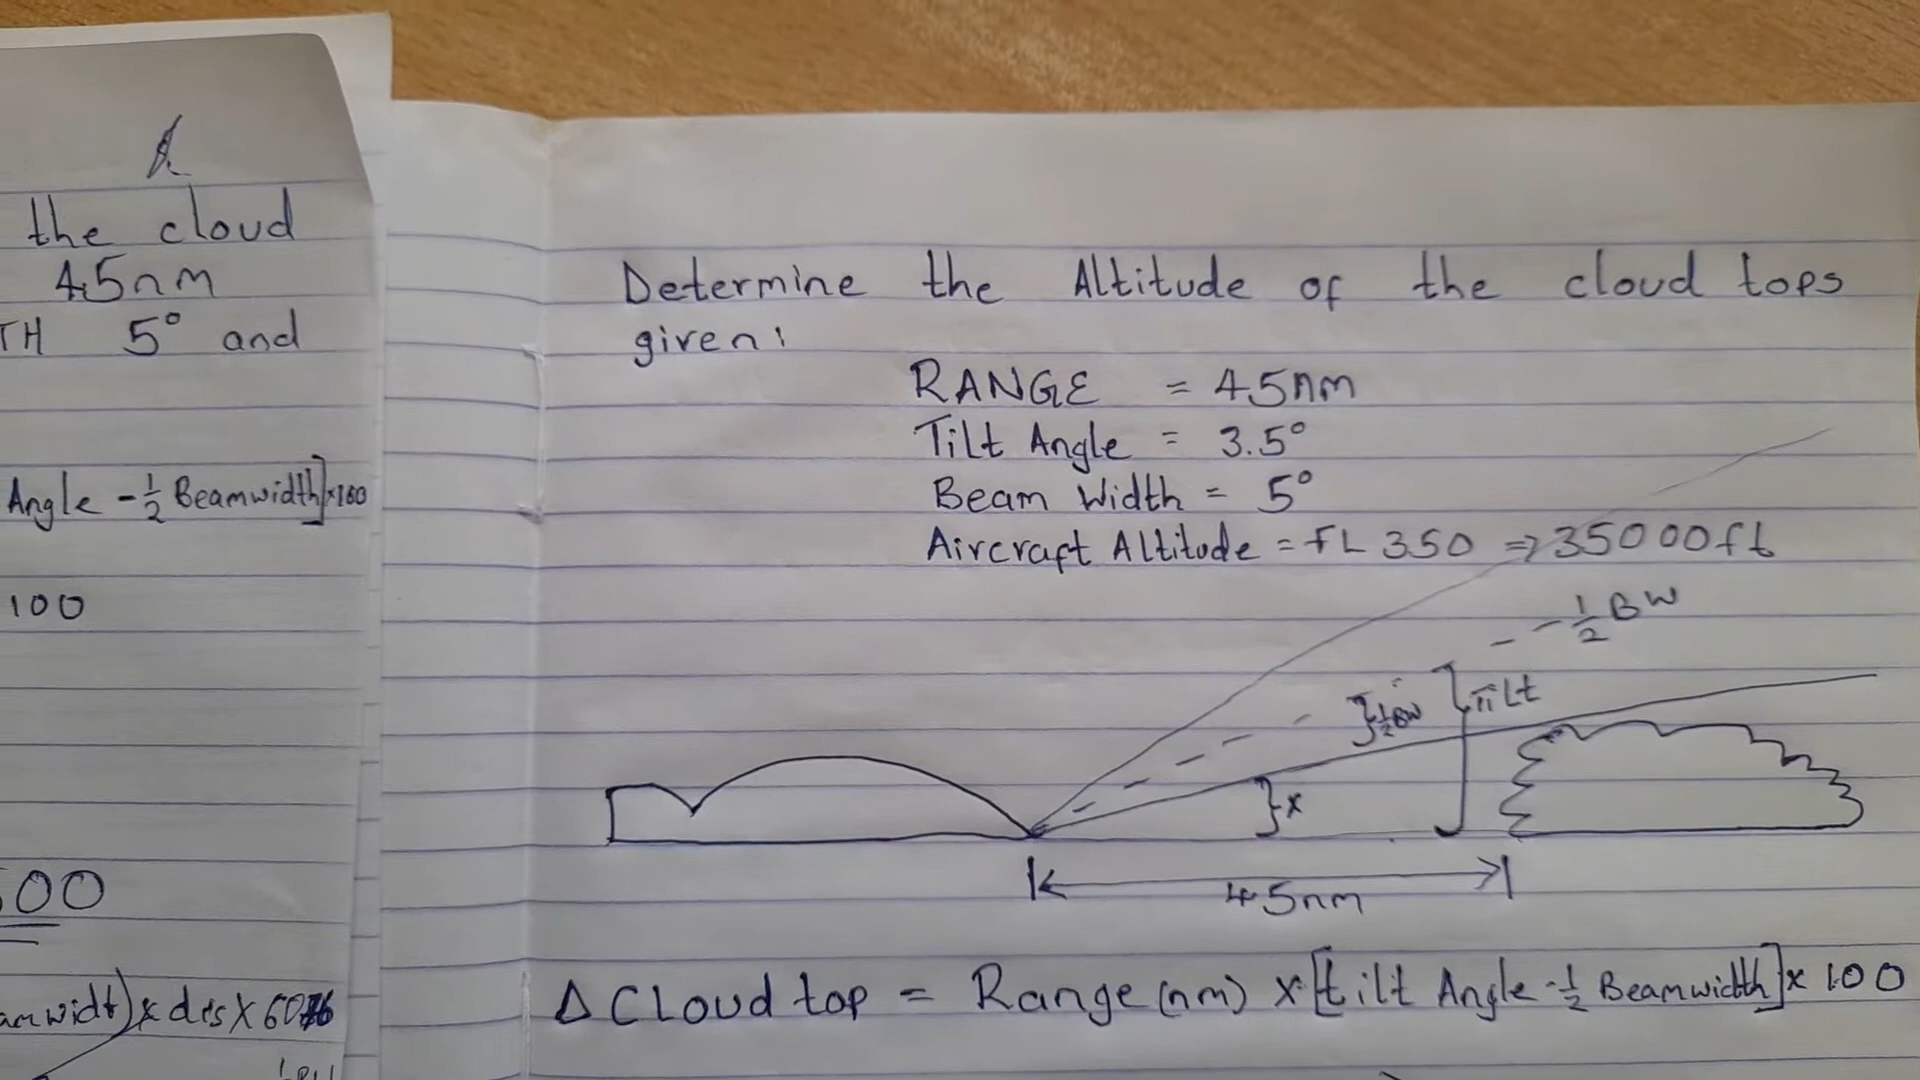 the cloud
45nm
TH 5° and
Angle - 1/2 Beamwidth]×100
100
00
Determine the Altitude of the cloud tops
given:
RANGE = 45nm
Tilt Angle = 3.5°
Beam Width = 5°
Aircraft Altitude = FL 350 ⇒ 35000ft
1/2 BW
}1/2 BW
Tilt
}x
45nm
Δ Cloud top = Range (nm) × [tilt Angle - 1/2 Beamwidth] × 100